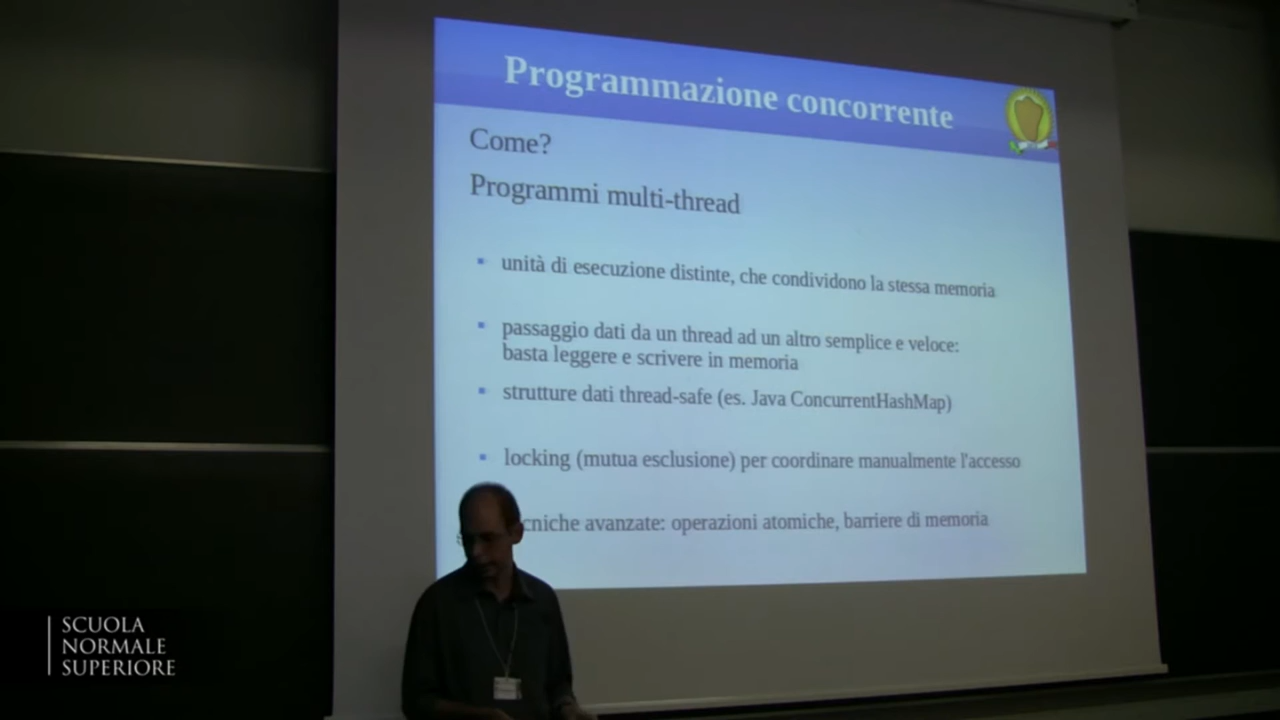 Programmazione concorrente
Come?
Programmi multi-thread
unità di esecuzione distinte, che condividono la stessa memoria
passaggio dati da un thread ad un altro semplice e veloce:
basta leggere e scrivere in memoria
strutture dati thread-safe (es. Java ConcurrentHashMap)
locking (mutua esclusione) per coordinare manualmente l'accesso
avanzate: operazioni atomiche, barriere di memoria
SCUOLA
NORMALE
SUPERIORE